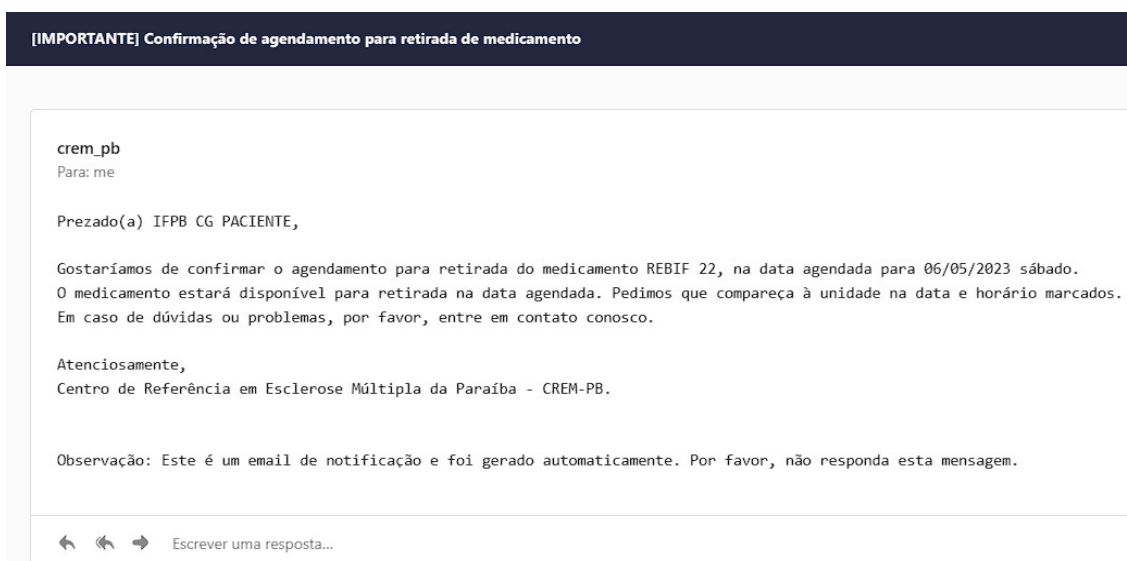 [IMPORTANTE] Confirmação de agendamento para retirada de medicamento
crem_pb
Para: me
Prezado(a) IFPB CG PACIENTE,
Gostaríamos de confirmar o agendamento para retirada do medicamento REBIF 22, na data agendada para 06/05/2023 sábado.
O medicamento estará disponível para retirada na data agendada. Pedimos que compareça à unidade na data e horário marcados.
Em caso de dúvidas ou problemas, por favor, entre em contato conosco.
Atenciosamente,
Centro de Referência em Esclerose Múltipla da Paraíba - CREM-PB.
Observação: Este é um email de notificação e foi gerado automaticamente. Por favor, não responda esta mensagem.
Escrever uma resposta...